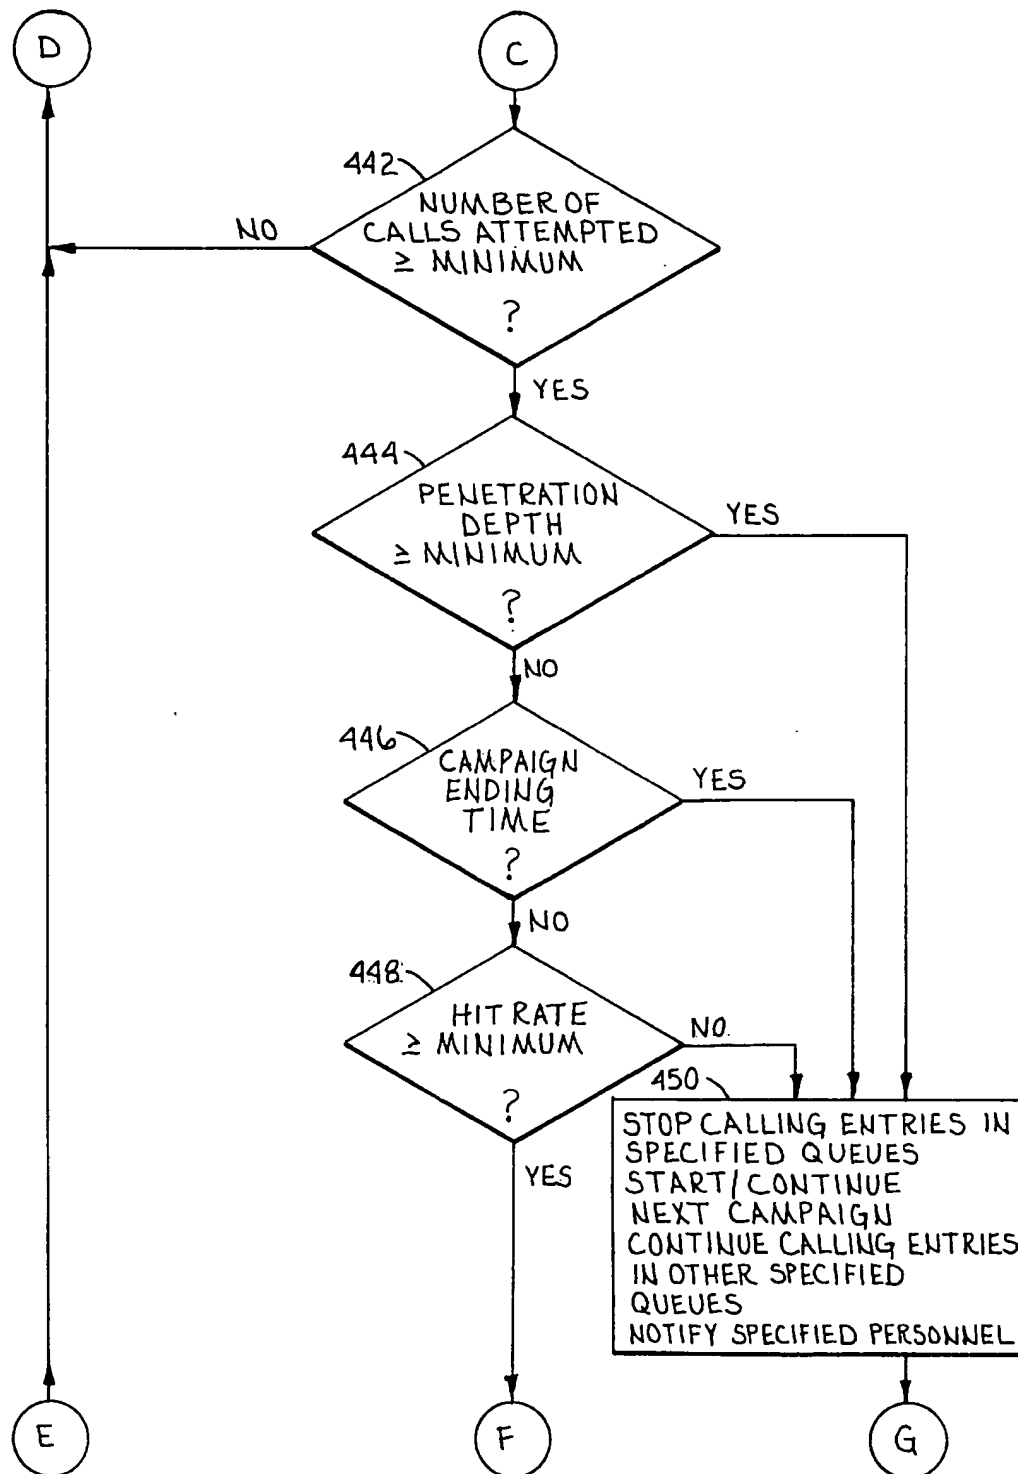 D
C
442
NUMBER OF
CALLS ATTEMPTED
≥ MINIMUM
?
NO
YES
444
PENETRATION
DEPTH
≥ MINIMUM
?
YES
NO
446
CAMPAIGN
ENDING
TIME
?
YES
NO
448
HIT RATE
≥ MINIMUM
?
NO
YES
450
STOP CALLING ENTRIES IN
SPECIFIED QUEUES
START/CONTINUE
NEXT CAMPAIGN
CONTINUE CALLING ENTRIES
IN OTHER SPECIFIED
QUEUES
NOTIFY SPECIFIED PERSONNEL
E
F
G